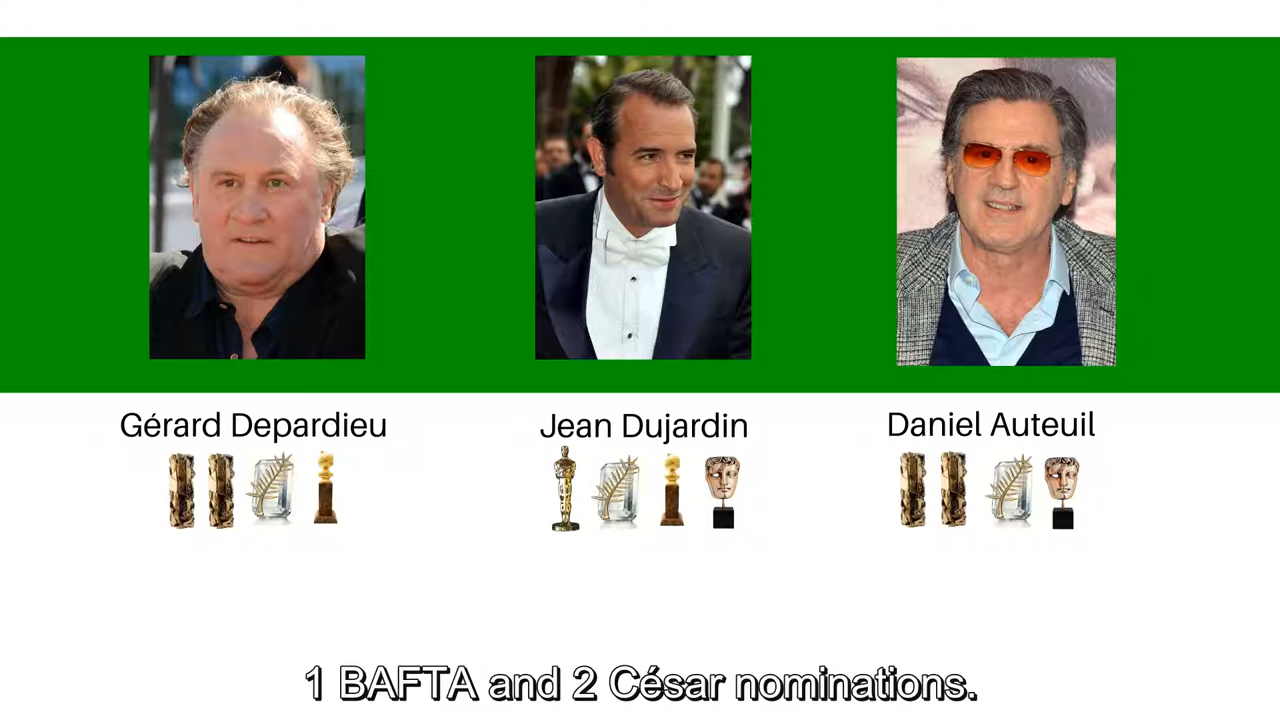 Gérard Depardieu
Jean Dujardin
Daniel Auteuil
1 BAFTA and 2 César nominations.